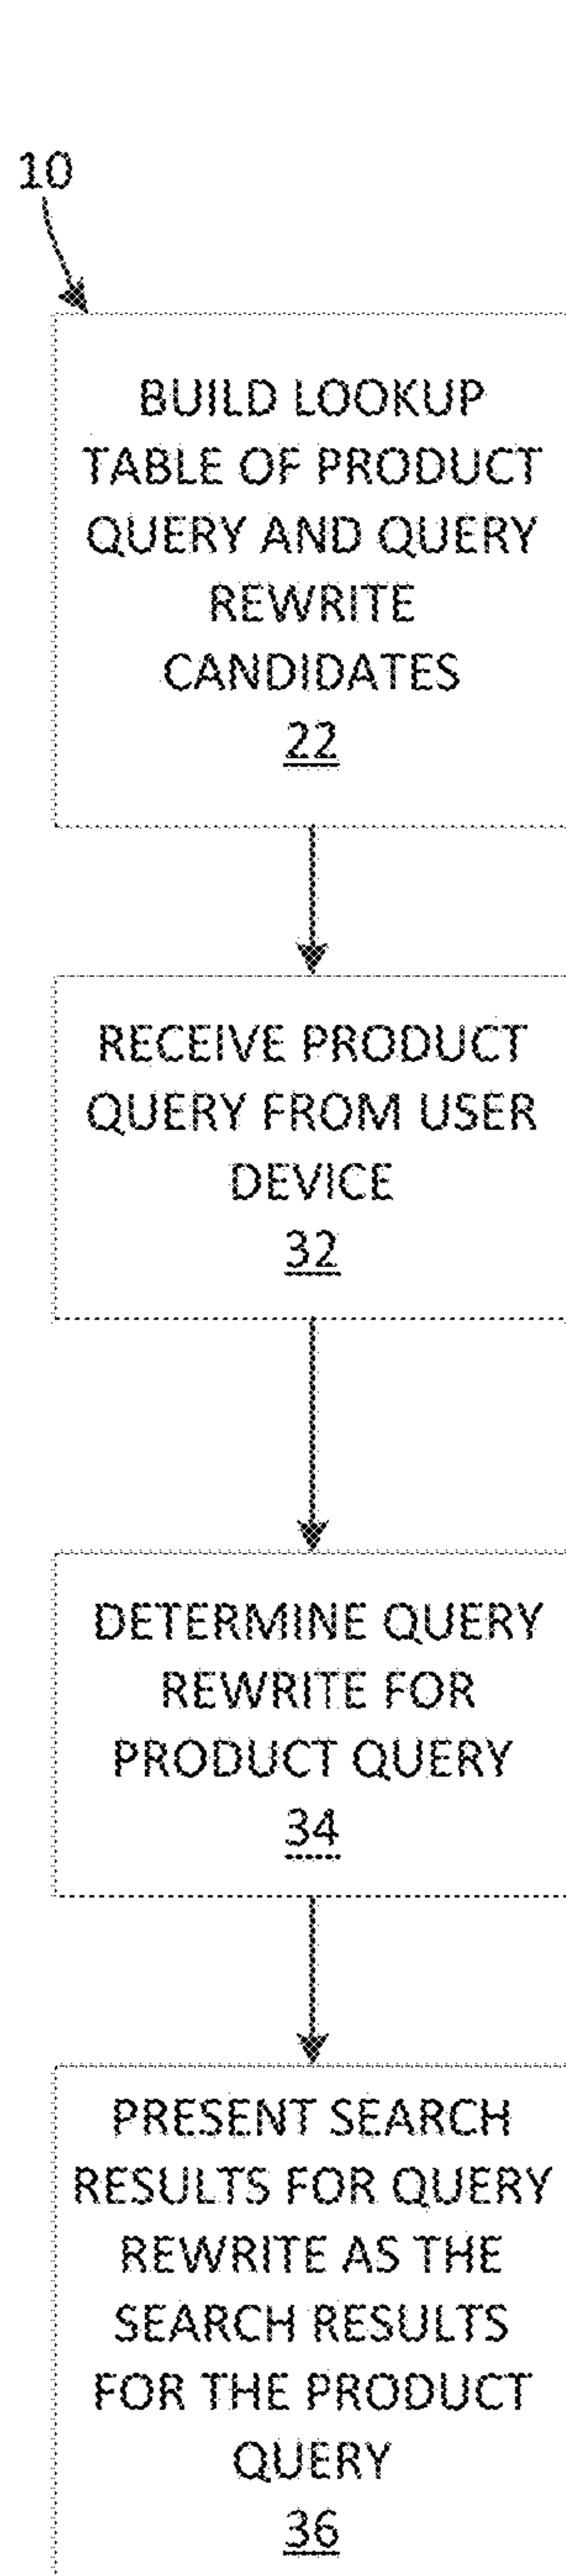 10
BUILD LOOKUP
TABLE OF PRODUCT
QUERY AND QUERY
REWRITE
CANDIDATES
22
RECEIVE PRODUCT
QUERY FROM USER
DEVICE
32
DETERMINE QUERY
REWRITE FOR
PRODUCT QUERY
34
PRESENT SEARCH
RESULTS FOR QUERY
REWRITE AS THE
SEARCH RESULTS
FOR THE PRODUCT
QUERY
36